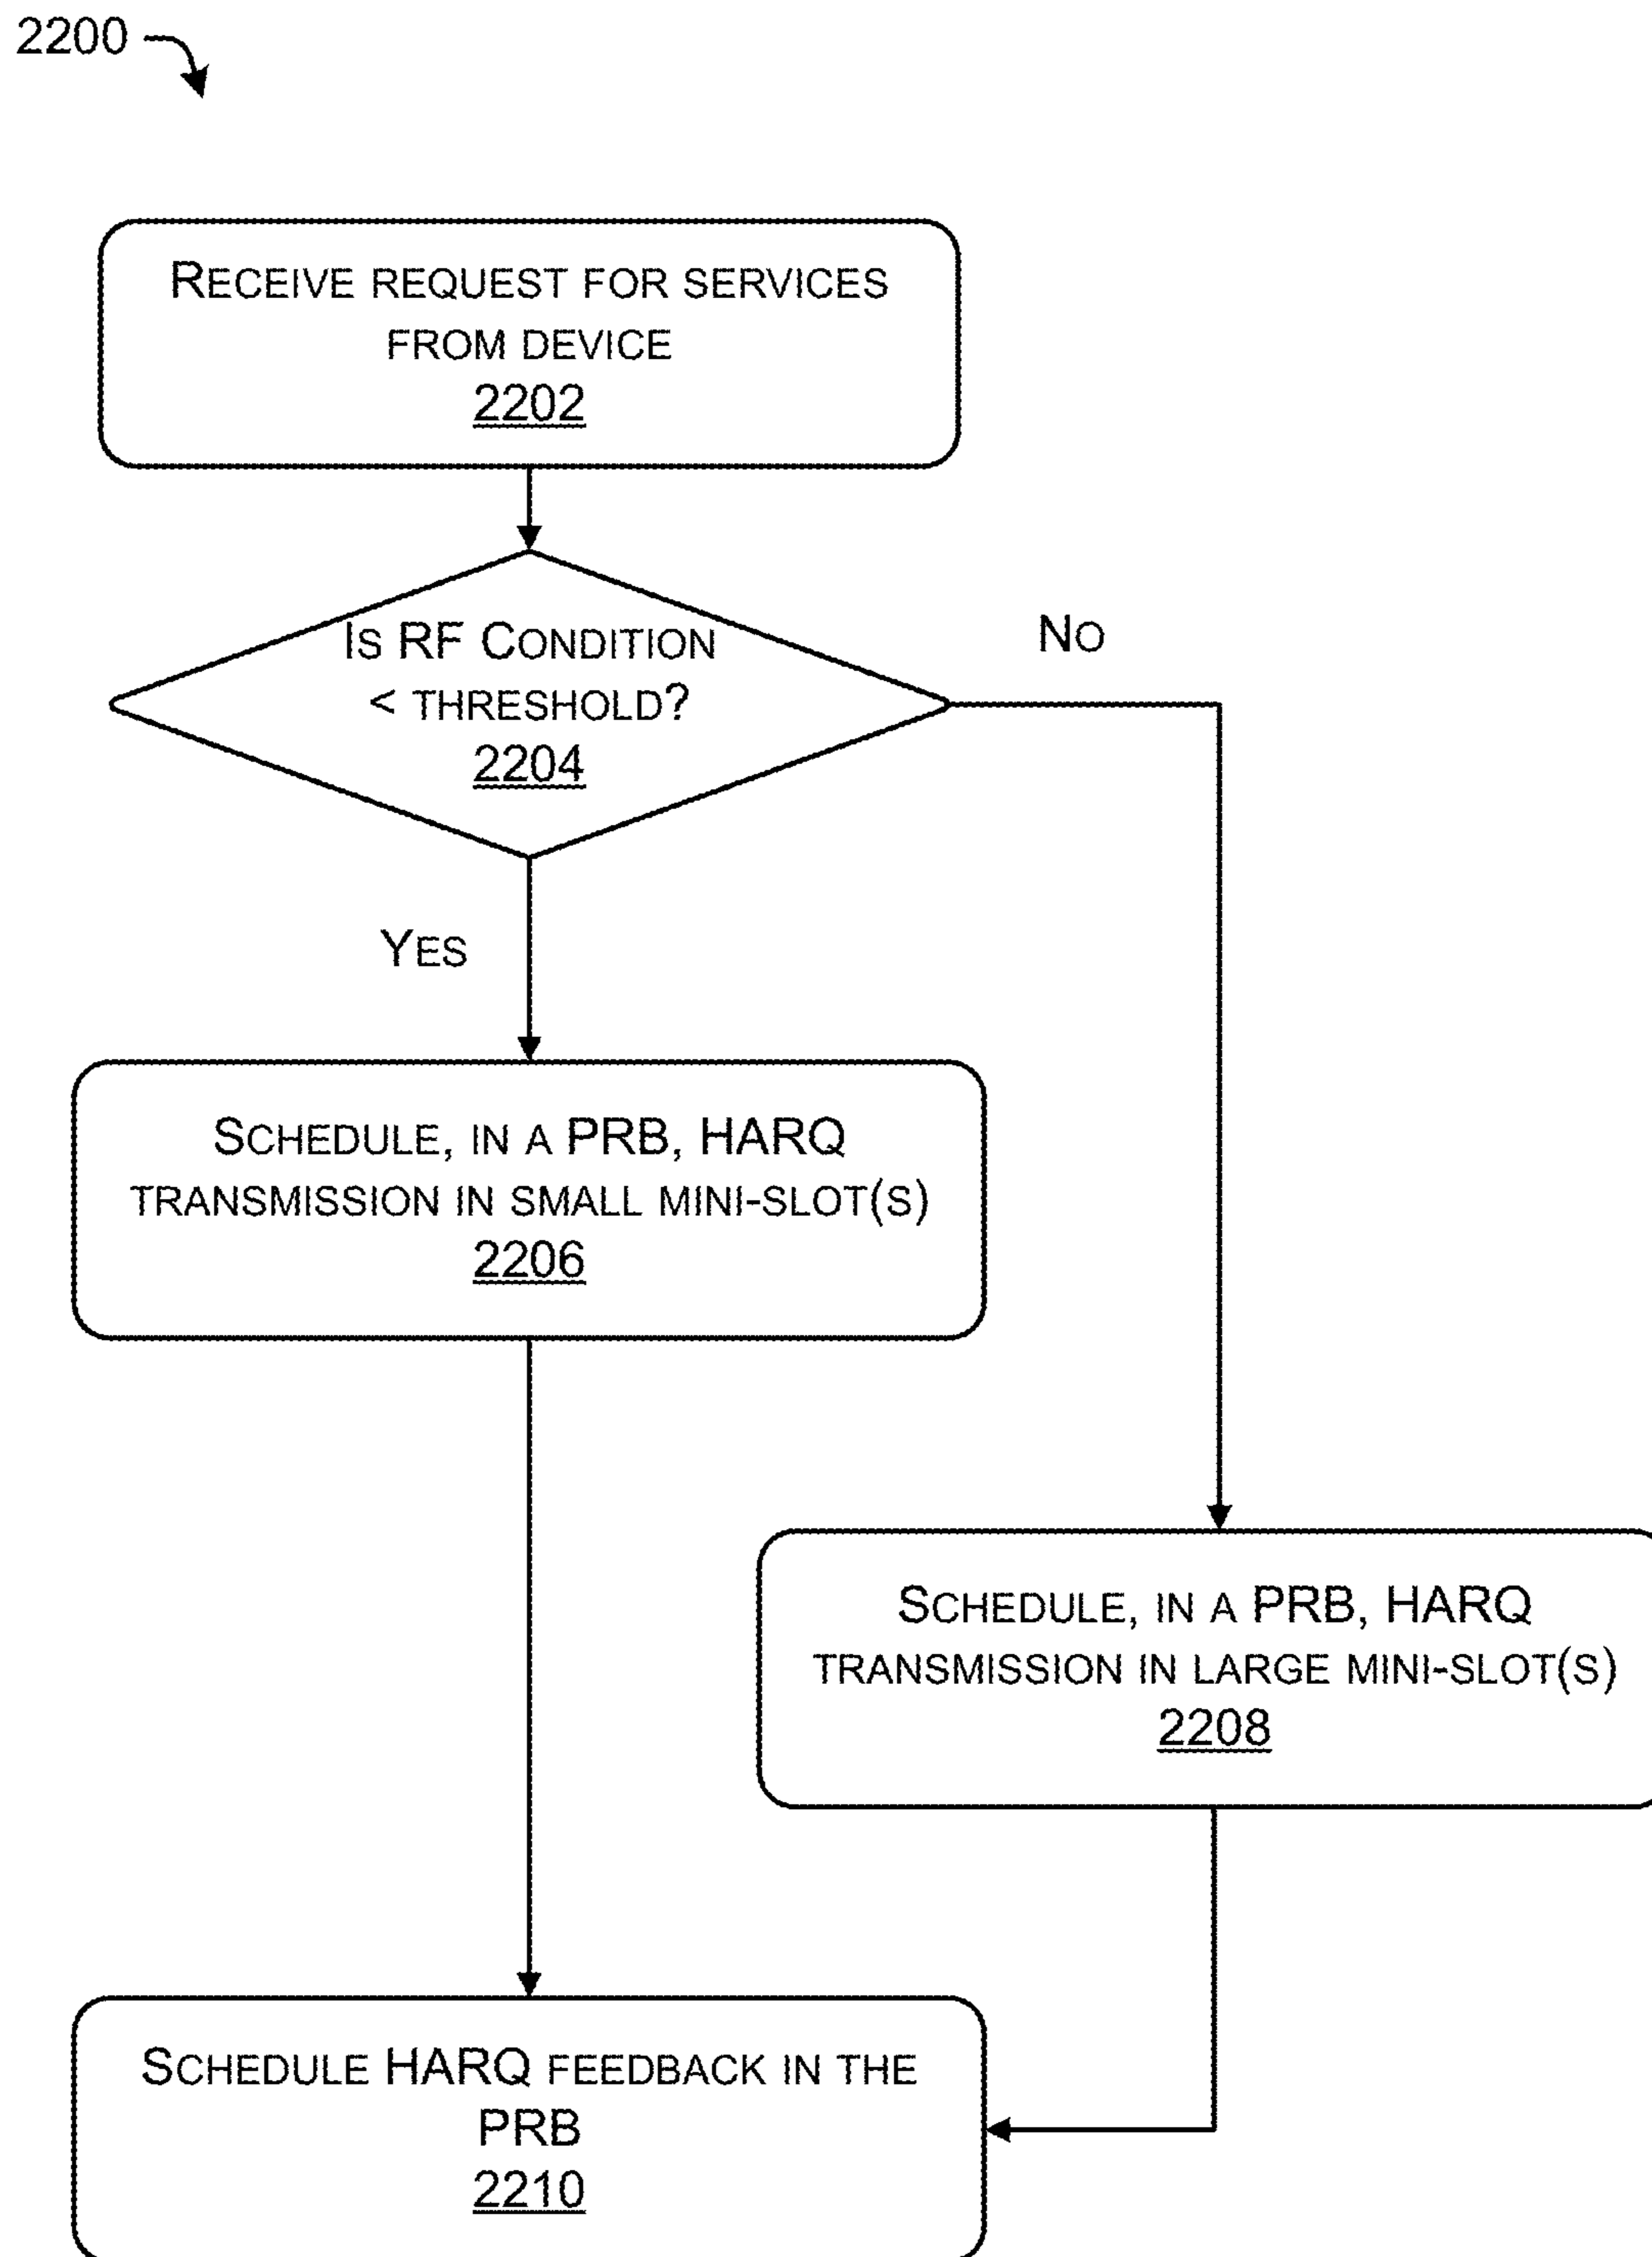 2200
Receive request for services
from device
2202
Is RF Condition
< threshold?
2204
No
Yes
Schedule, in a PRB, HARQ
transmission in small mini-slot(s)
2206
Schedule, in a PRB, HARQ
transmission in large mini-slot(s)
2208
Schedule HARQ feedback in the
PRB
2210